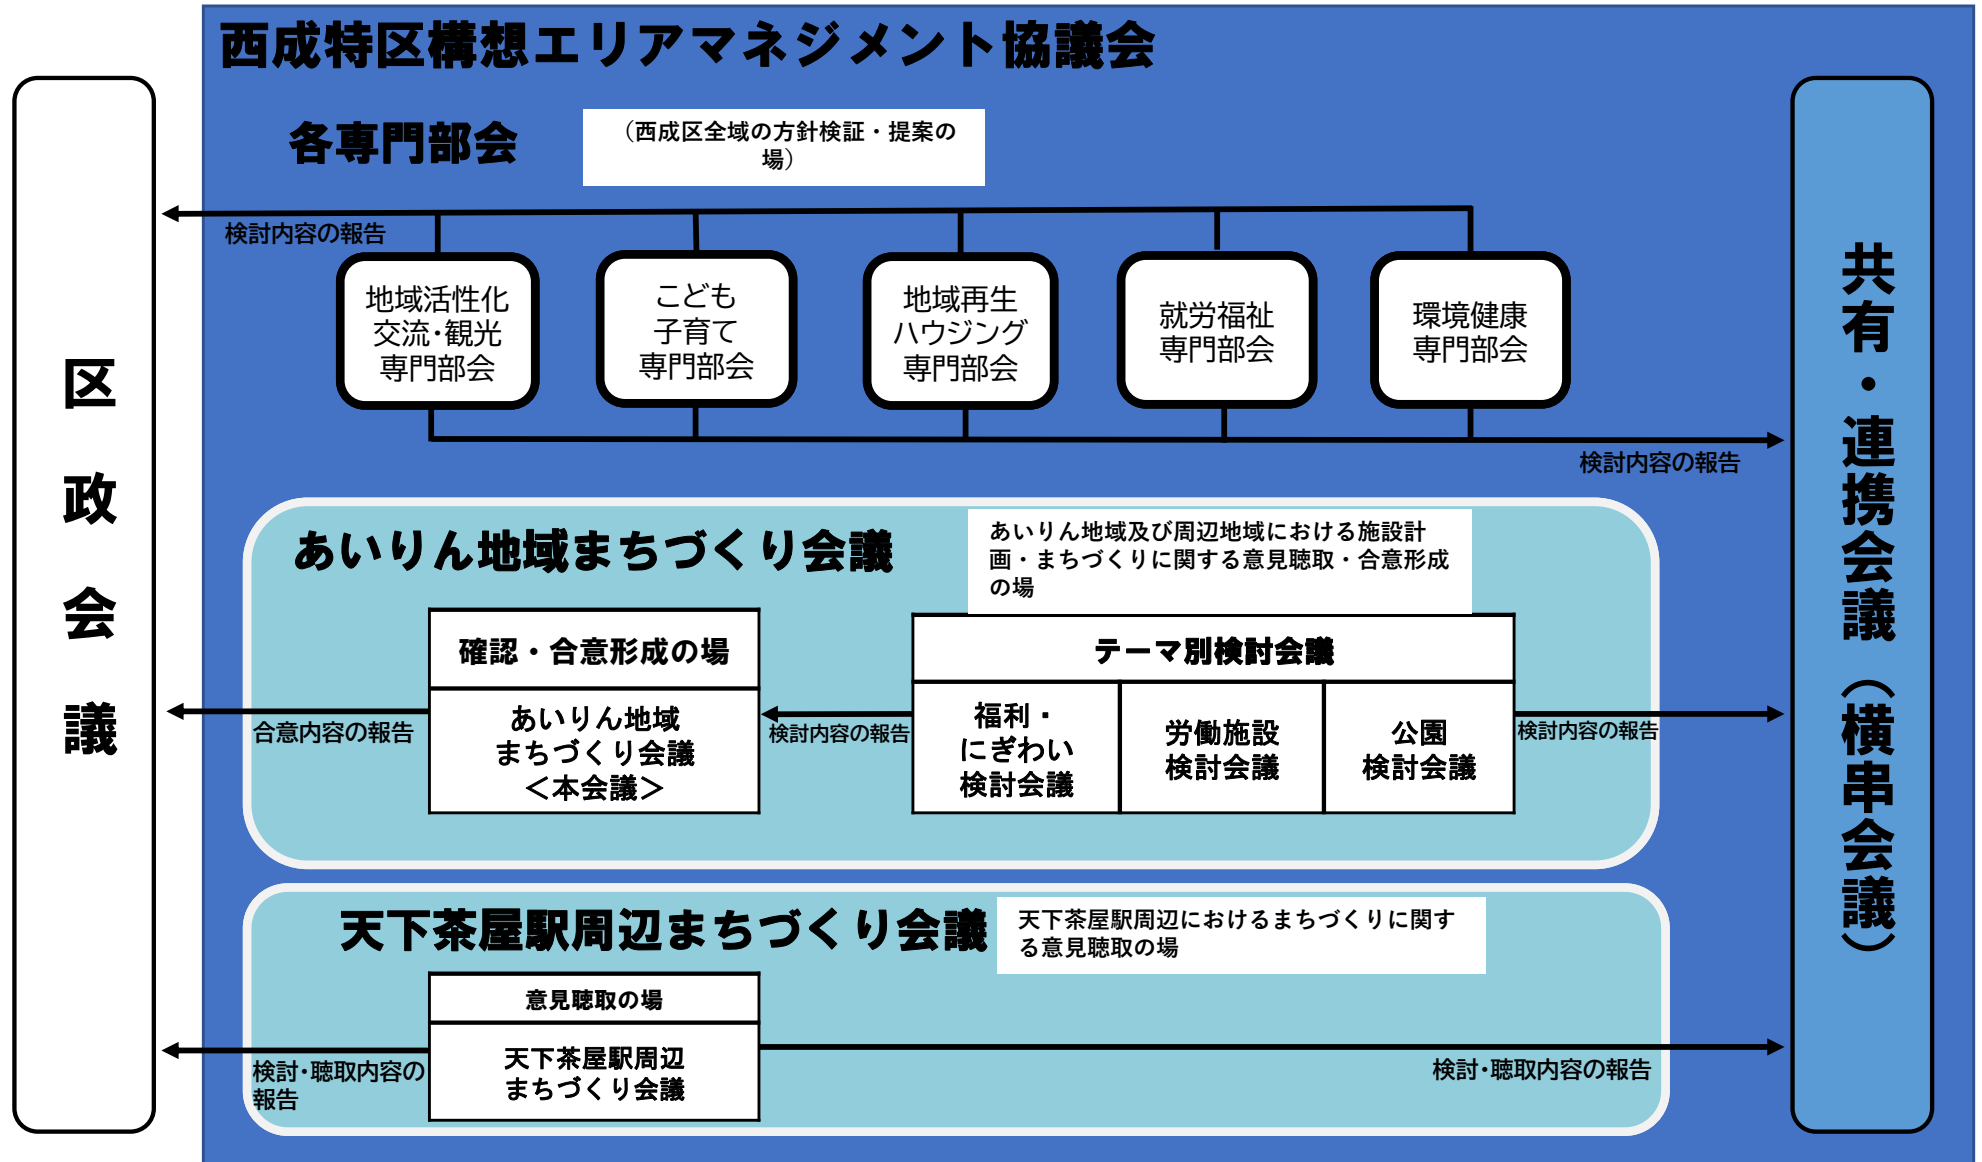 西成特区構想エリアマネジメント協議会
各専門部会
（西成区全域の方針検証・提案の
場）
検討内容の報告
地域活性化
交流・観光
専門部会
こども
子育て
専門部会
地域再生
ハウジング
専門部会
就労福祉
専門部会
環境健康
専門部会
検討内容の報告
区政会議
共有・連携会議（横串会議）
あいりん地域まちづくり会議
あいりん地域及び周辺地域における施設計
画・まちづくりに関する意見聴取・合意形成
の場
確認・合意形成の場
あいりん地域
まちづくり会議
＜本会議＞
合意内容の報告
検討内容の報告
テーマ別検討会議
福利・
にぎわい
検討会議
労働施設
検討会議
公園
検討会議
検討内容の報告
天下茶屋駅周辺まちづくり会議
天下茶屋駅周辺におけるまちづくりに関す
る意見聴取の場
意見聴取の場
天下茶屋駅周辺
まちづくり会議
検討・聴取内容の
報告
検討・聴取内容の報告